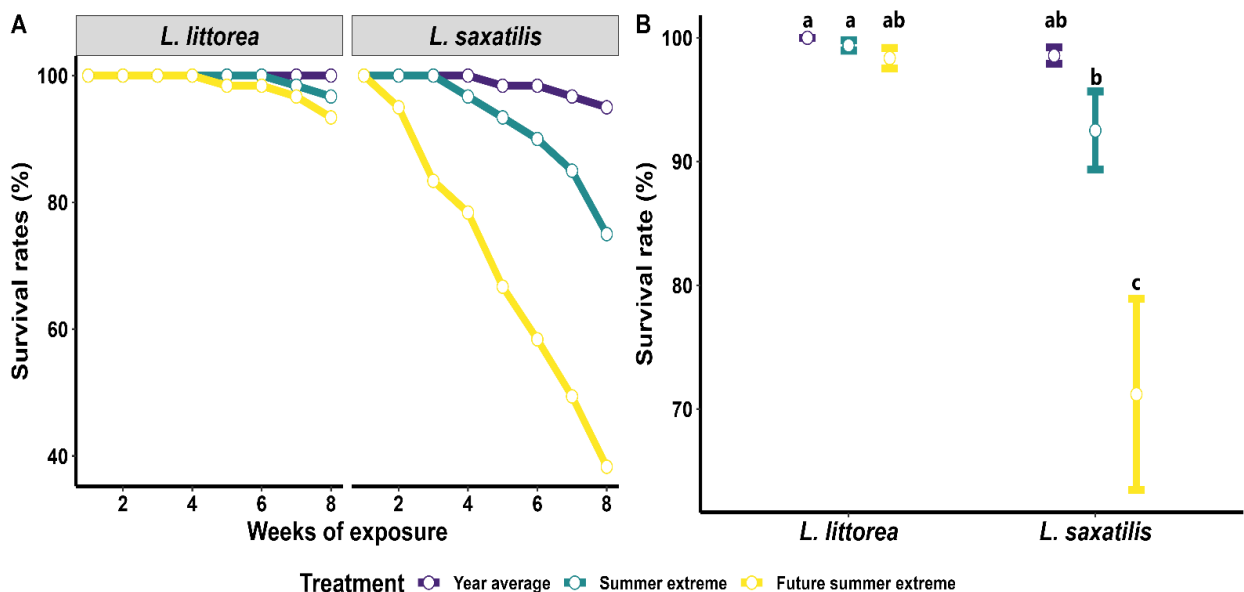 A
L. littorea
L. saxatilis
Survival rates (%)
100
80
60
40
2 4 6 8
2 4 6 8
Weeks of exposure
B
Survival rate (%)
100
90
80
70
a a ab
ab
b
c
L. littorea
L. saxatilis
Treatment Year average Summer extreme Future summer extreme